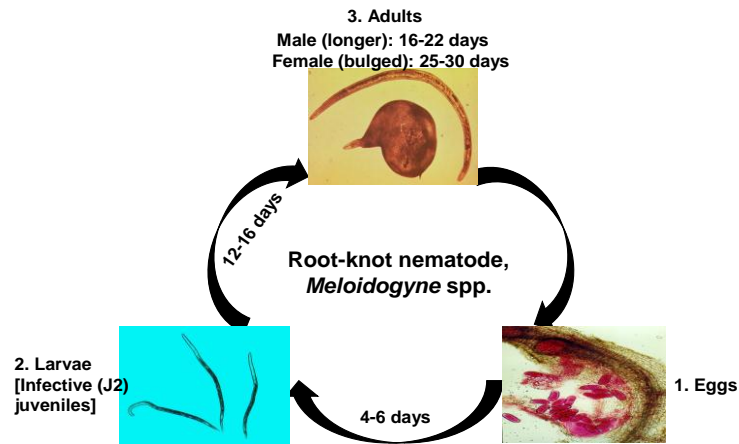 3. Adults
Male (longer): 16-22 days
Female (bulged): 25-30 days
12-16 days
Root-knot nematode,
Meloidogyne spp.
2. Larvae
[Infective (J2)
juveniles]
1. Eggs
4-6 days